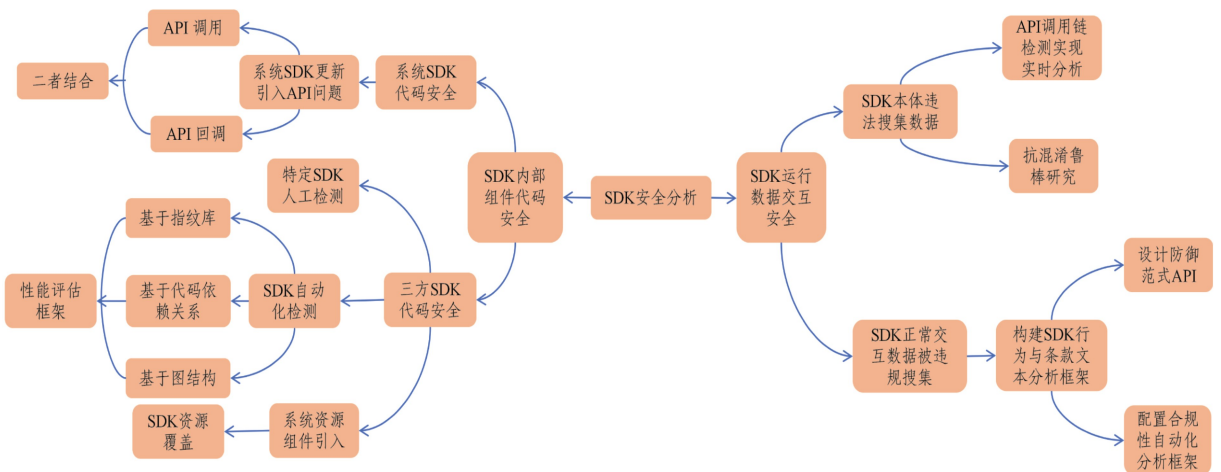 API 调用
二者结合
系统SDK更新
引入API问题
系统SDK
代码安全
API 回调
特定SDK
人工检测
基于指纹库
性能评估
框架
基于代码依
赖关系
SDK自动
化检测
三方SDK
代码安全
基于图结构
SDK资源
覆盖
系统资源
组件引入
SDK内部
组件代码
安全
SDK安全分析
SDK运行
数据交互
安全
SDK本体违
法搜集数据
API调用链
检测实现
实时分析
抗混淆鲁
棒研究
SDK正常交
互数据被违
规搜集
构建SDK行
为与条款文
本分析框架
设计防御
范式API
配置合规
性自动化
分析框架